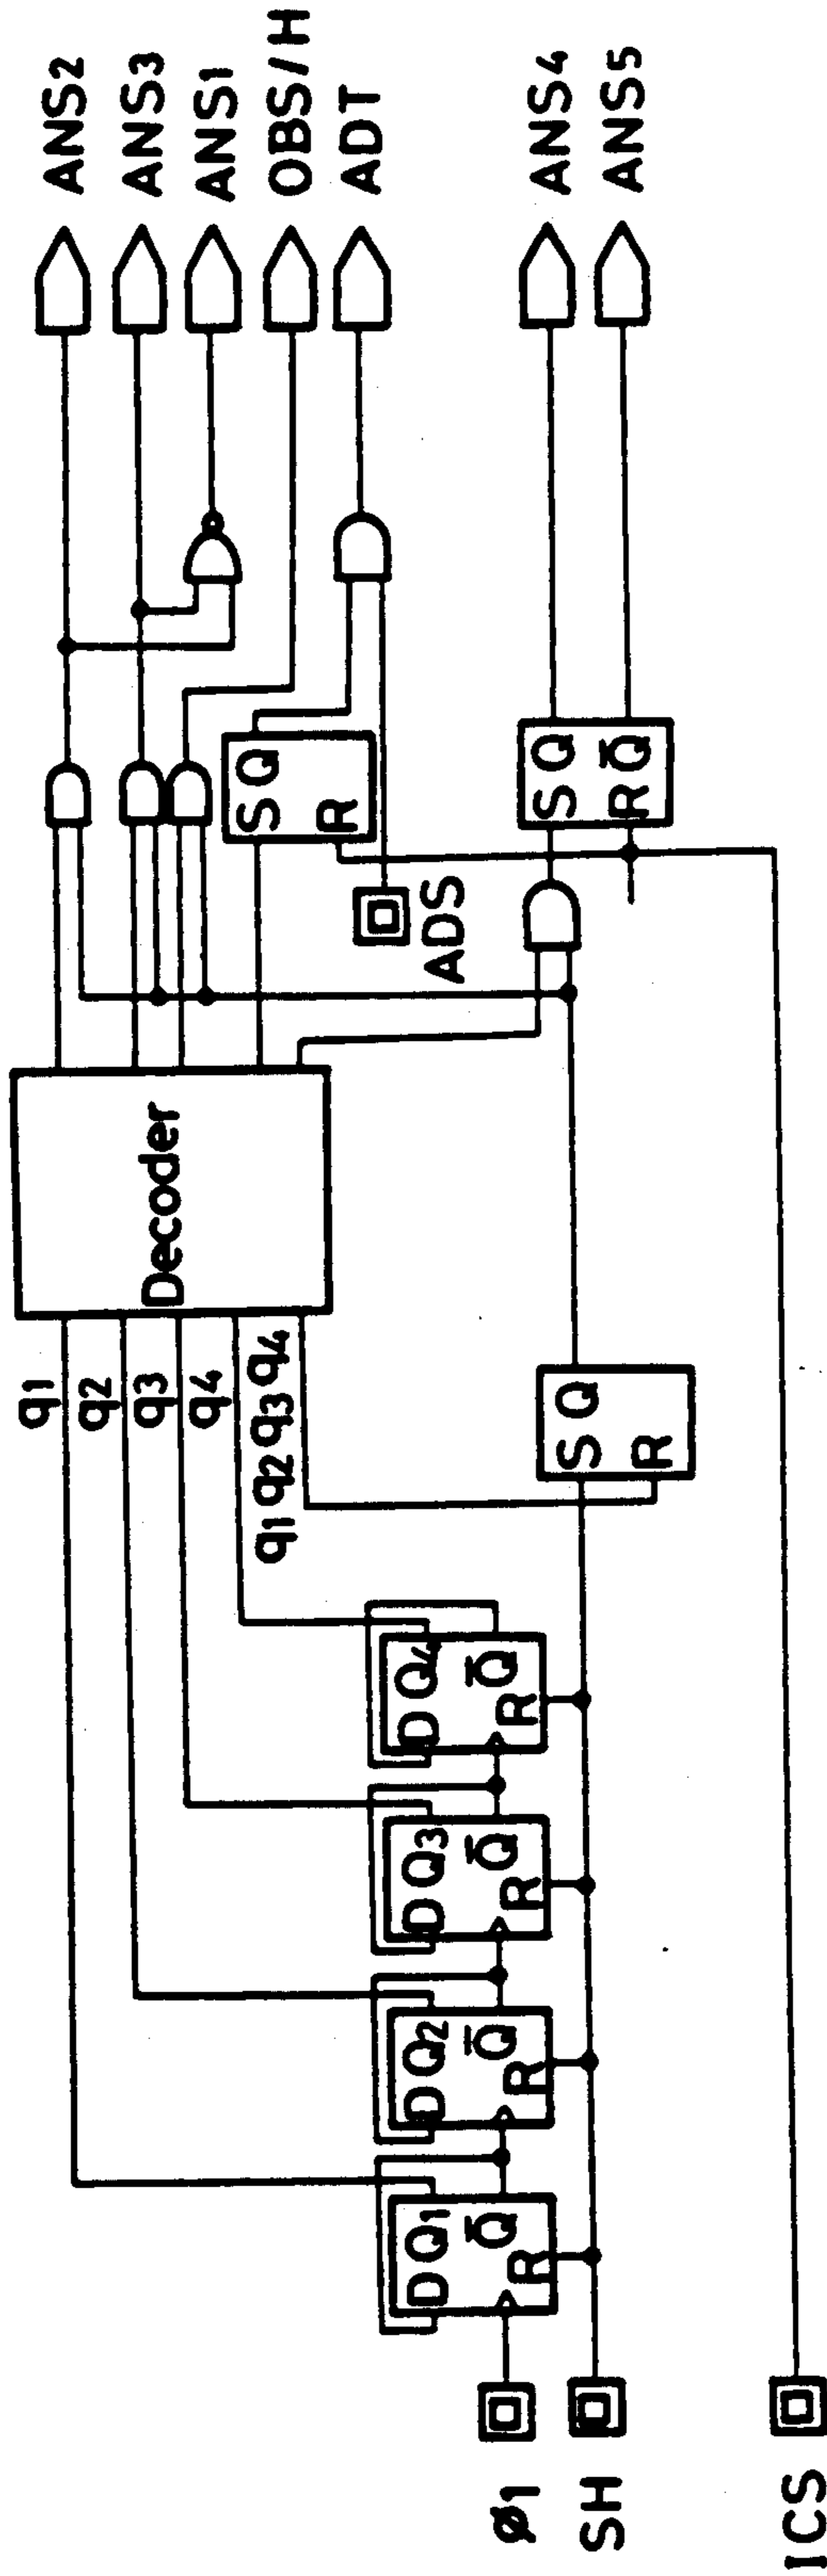 ANS2
ANS3
ANS1
OBS/H
ADT
ANS4
ANS5
S Q
R
ADS
S Q
R Q̅
Decoder
q1
q2
q3
q4
q1 q2 q3 q4
S Q
R
D Q1
Q̅
R
D Q2
Q̅
R
D Q3
Q̅
R
D Q4
Q̅
R
ø1
SH
ICS